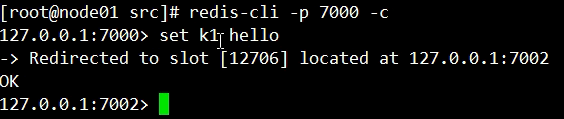 [root@node01 src]# redis-cli -p 7000 -c
127.0.0.1:7000> set k1 hello
-> Redirected to slot [12706] located at 127.0.0.1:7002
OK
127.0.0.1:7002>